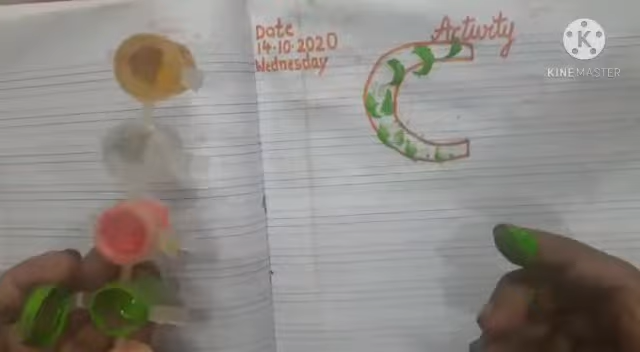 Date
14.10.2020
Wednesday
Activity
C
K
KINEMASTER